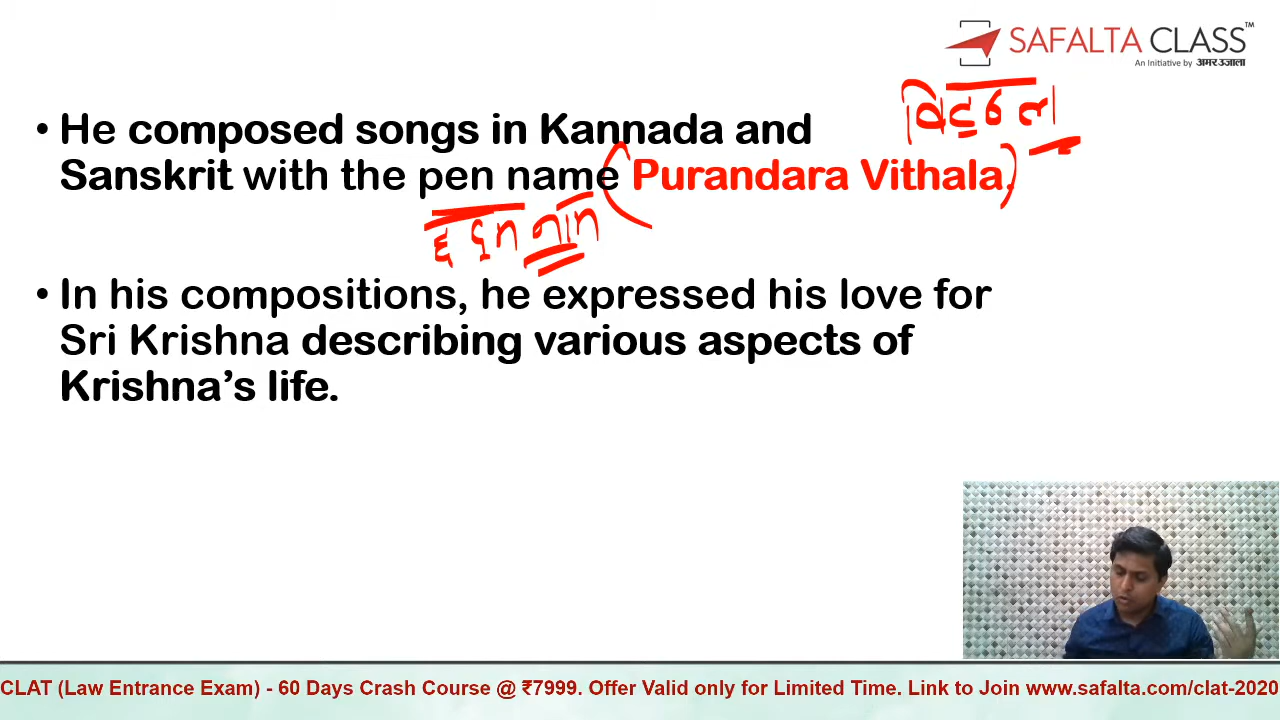 SAFALTA CLASS™
An Initiative by अमर उजाला
विट्ठल
• He composed songs in Kannada and
Sanskrit with the pen name (Purandara Vithala.)
• In his compositions, he expressed his love for
Sri Krishna describing various aspects of
Krishna’s life.
CLAT (Law Entrance Exam) - 60 Days Crash Course @ ₹7999. Offer Valid only for Limited Time. Link to Join www.safalta.com/clat-2020